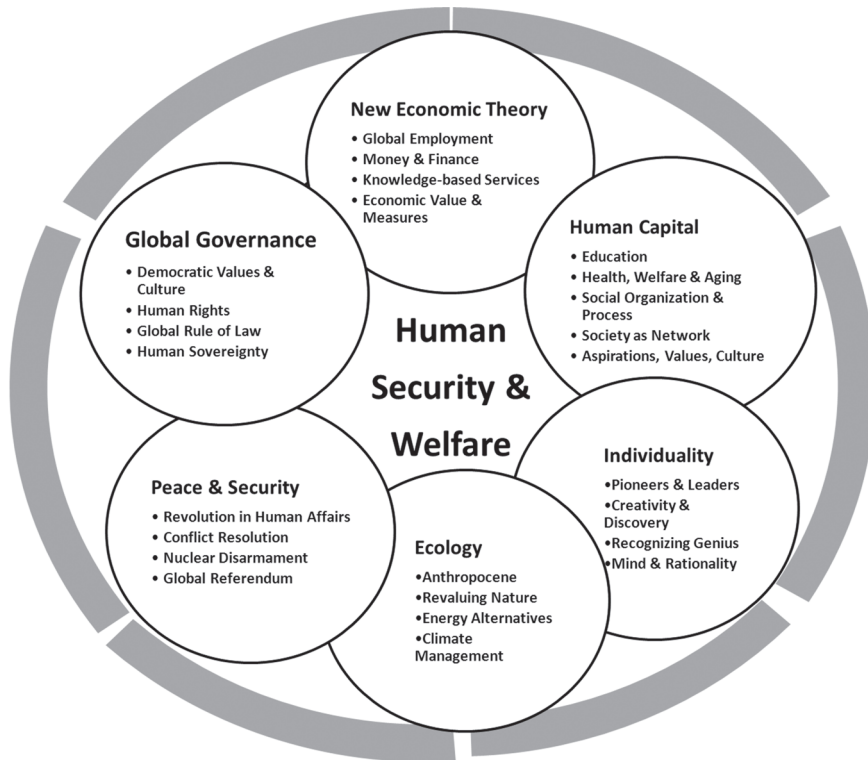 New Economic Theory
• Global Employment
• Money & Finance
• Knowledge-based Services
• Economic Value &
Measures
Human Capital
• Education
• Health, Welfare & Aging
• Social Organization &
Process
• Society as Network
• Aspirations, Values, Culture
Individuality
•Pioneers & Leaders
•Creativity &
Discovery
•Recognizing Genius
•Mind & Rationality
Ecology
•Anthropocene
•Revaluing Nature
•Energy Alternatives
•Climate
Management
Peace & Security
• Revolution in Human Affairs
• Conflict Resolution
• Nuclear Disarmament
• Global Referendum
Global Governance
• Democratic Values &
Culture
• Human Rights
• Global Rule of Law
• Human Sovereignty
Human
Security &
Welfare